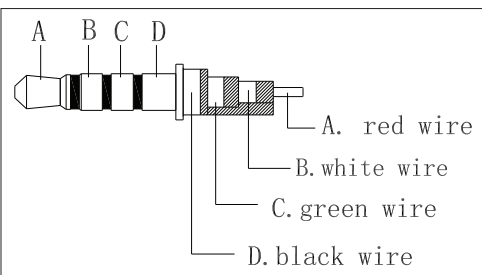 A B C D
A. red wire
B.white wire
C.green wire
D.black wire